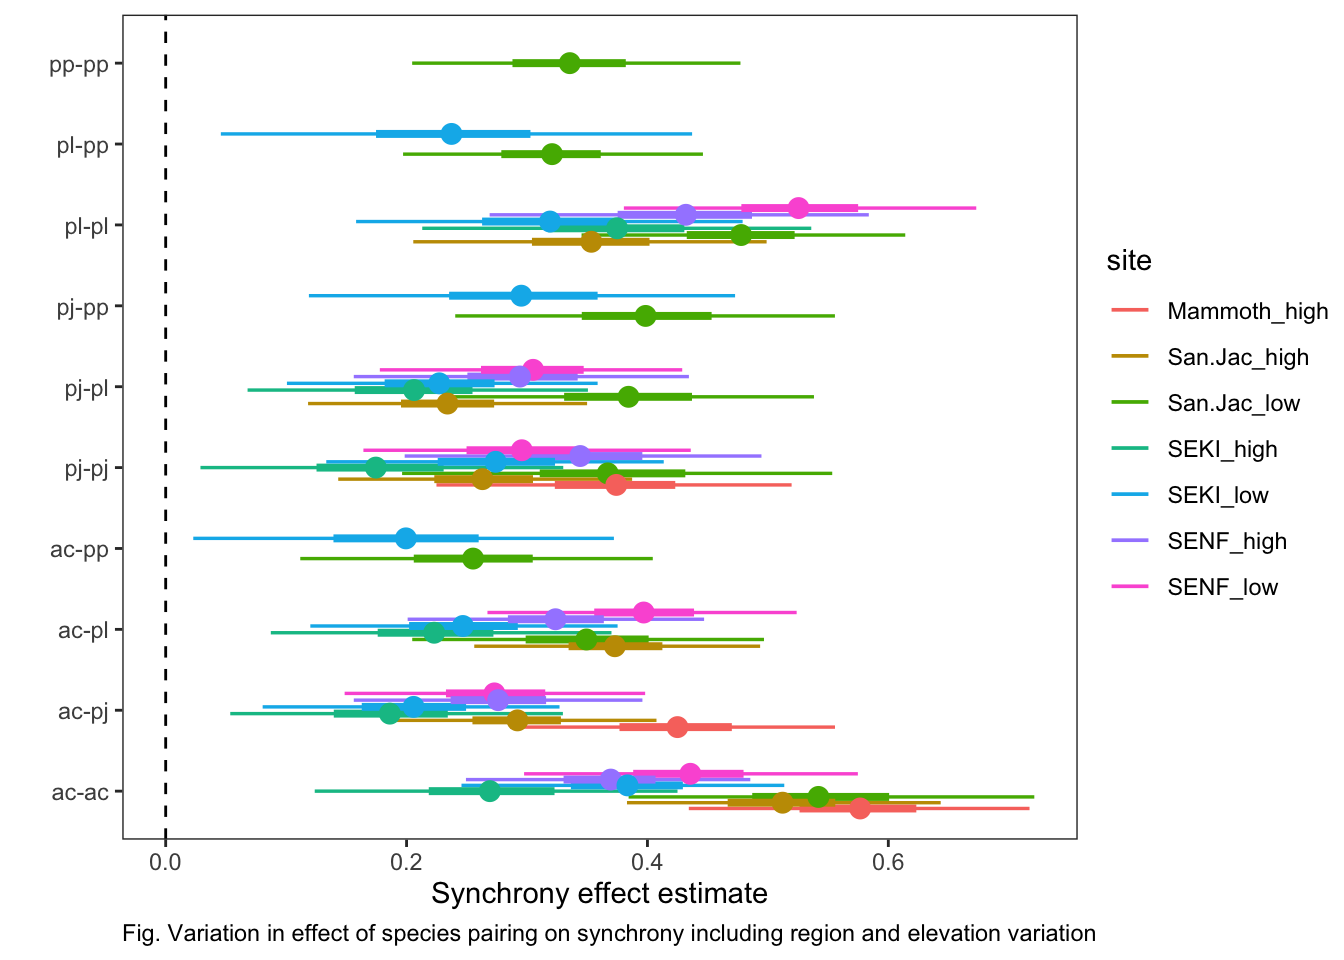 pp-pp
pl-pp
pl-pl
pj-pp
pj-pl
pj-pj
ac-pp
ac-pl
ac-pj
ac-ac
0.0 0.2 0.4 0.6
Synchrony effect estimate
Fig. Variation in effect of species pairing on synchrony including region and elevation variation
site
Mammoth_high
San.Jac_high
San.Jac_low
SEKI_high
SEKI_low
SENF_high
SENF_low